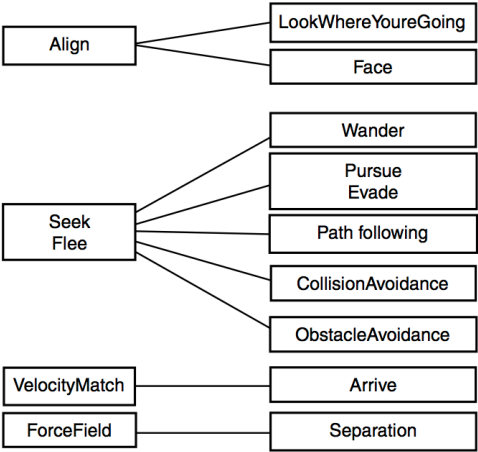 Align
LookWhereYoureGoing
Face
Seek
Flee
Wander
Pursue
Evade
Path following
CollisionAvoidance
ObstacleAvoidance
VelocityMatch
Arrive
ForceField
Separation